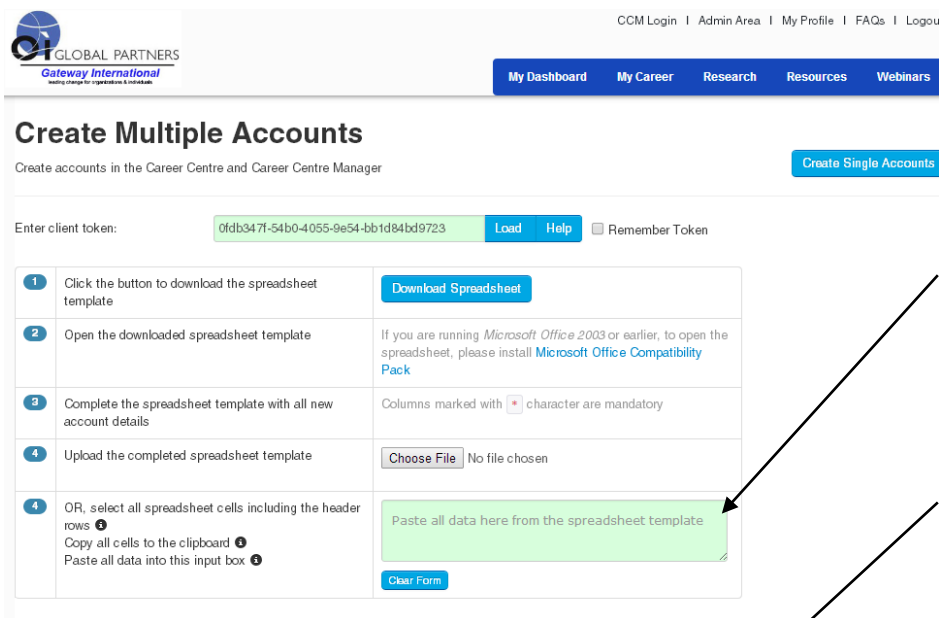 CCM Login | Admin Area | My Profile | FAQs | Logou
Oi GLOBAL PARTNERS
Gateway International
leading change for organizations & individuals
My Dashboard My Career Research Resources Webinars
Create Multiple Accounts
Create accounts in the Career Centre and Career Centre Manager
Create Single Accounts
Enter client token: 0fdb347f-54b0-4055-9e54-bb1d84bd9723 Load Help Remember Token
1 Click the button to download the spreadsheet
template
Download Spreadsheet
2 Open the downloaded spreadsheet template
If you are running Microsoft Office 2003 or earlier, to open the
spreadsheet, please install Microsoft Office Compatibility
Pack
3 Complete the spreadsheet template with all new
account details
Columns marked with * character are mandatory
4 Upload the completed spreadsheet template
Choose File No file chosen
4 OR, select all spreadsheet cells including the header
rows
Copy all cells to the clipboard
Paste all data into this input box
Paste all data here from the spreadsheet template
Clear Form